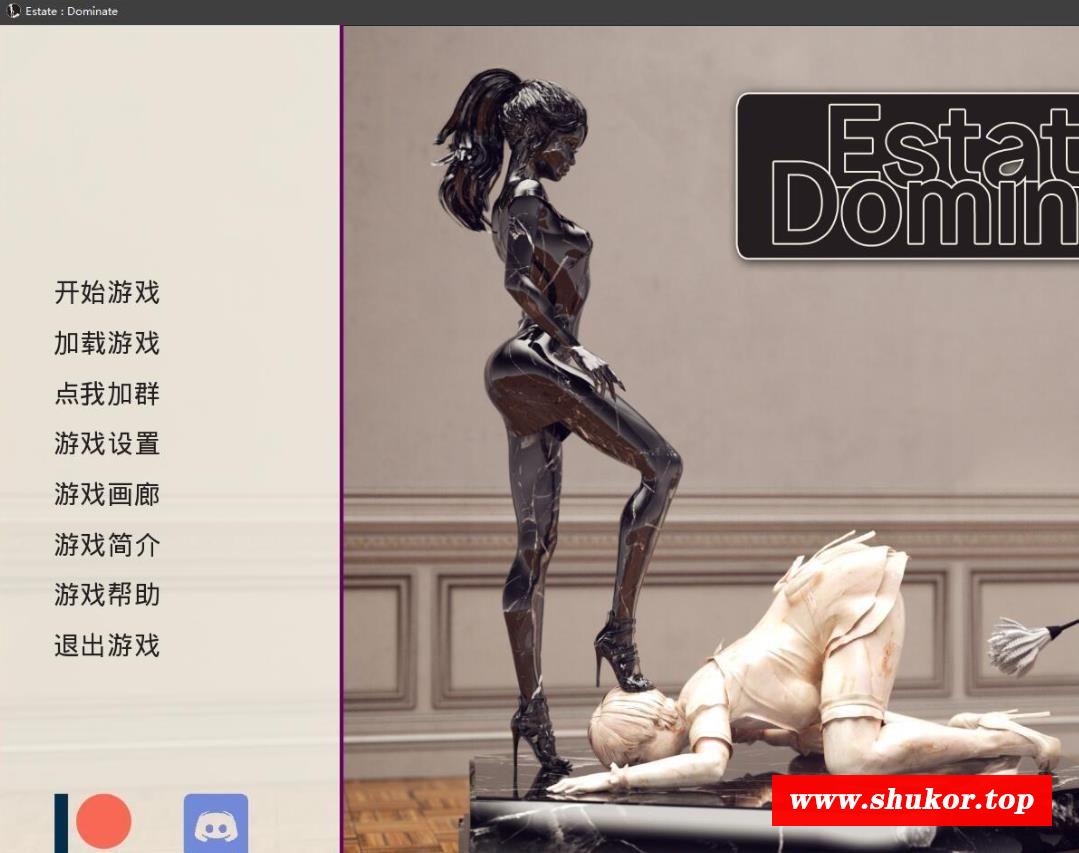 Estate : Dominate
Estat
Domin
开始游戏
加载游戏
点我加群
游戏设置
游戏画廊
游戏简介
游戏帮助
退出游戏
www.shukor.top